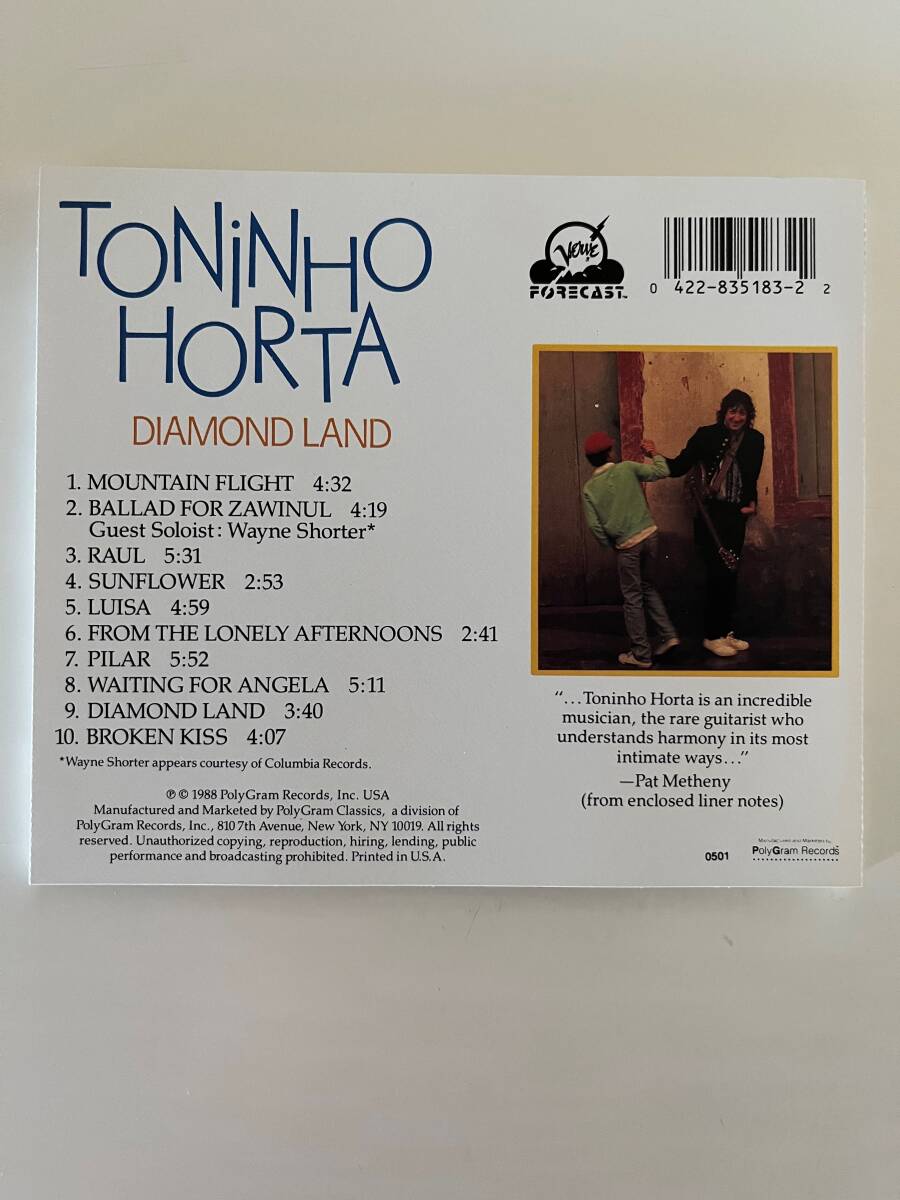 TONiNHO
HORTA
DIAMOND LAND
1. MOUNTAIN FLIGHT 4:32
2. BALLAD FOR ZAWINUL 4:19
Guest Soloist: Wayne Shorter*
3. RAUL 5:31
4. SUNFLOWER 2:53
5. LUISA 4:59
6. FROM THE LONELY AFTERNOONS 2:41
7. PILAR 5:52
8. WAITING FOR ANGELA 5:11
9. DIAMOND LAND 3:40
10. BROKEN KISS 4:07
*Wayne Shorter appears courtesy of Columbia Records.
℗ © 1988 PolyGram Records, Inc. USA
Manufactured and Marketed by PolyGram Classics, a division of
PolyGram Records, Inc., 810 7th Avenue, New York, NY 10019. All rights
reserved. Unauthorized copying, reproduction, hiring, lending, public
performance and broadcasting prohibited. Printed in U.S.A.
VERVE
FORECAST™
0 422-835183-2 2
“...Toninho Horta is an incredible
musician, the rare guitarist who
understands harmony in its most
intimate ways...”
—Pat Metheny
(from enclosed liner notes)
0501
Manufactured and Marketed by
PolyGram Records